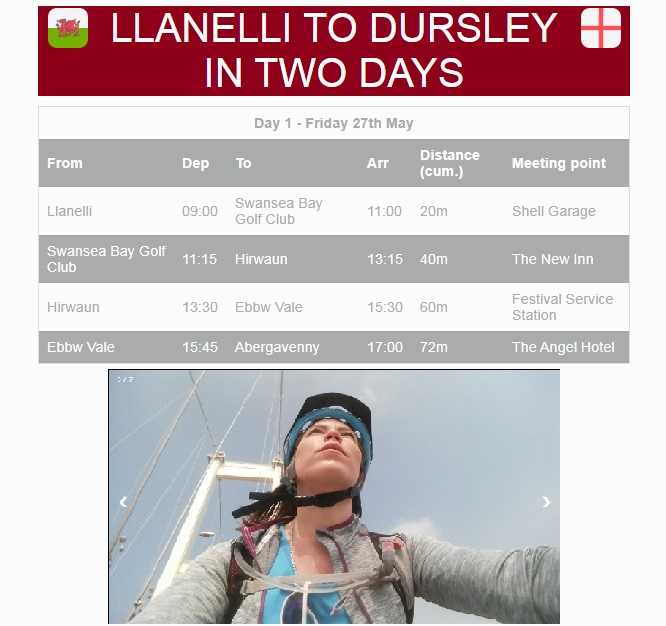 LLANELLI TO DURSLEY
IN TWO DAYS
Day 1 - Friday 27th May
From Dep To Arr Distance (cum.) Meeting point
Llanelli 09:00 Swansea Bay Golf Club 11:00 20m Shell Garage
Swansea Bay Golf Club 11:15 Hirwaun 13:15 40m The New Inn
Hirwaun 13:30 Ebbw Vale 15:30 60m Festival Service Station
Ebbw Vale 15:45 Abergavenny 17:00 72m The Angel Hotel